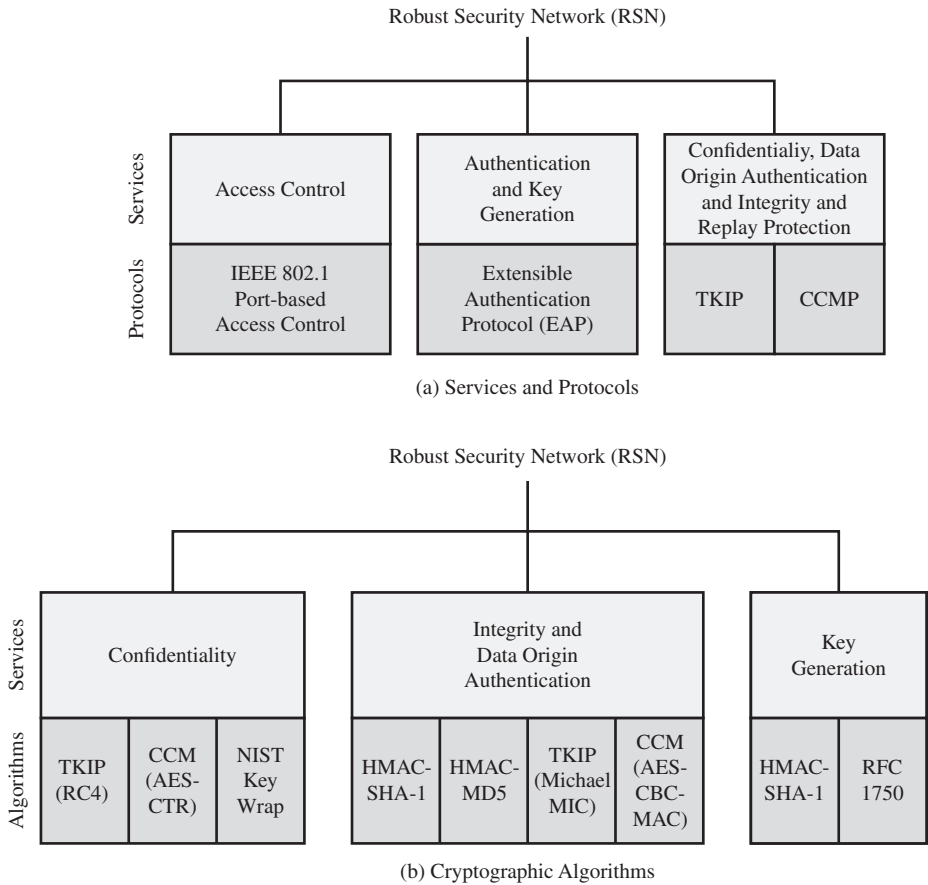 Robust Security Network (RSN)
Services
Access Control
Authentication
and Key
Generation
Confidentialiy, Data
Origin Authentication
and Integrity and
Replay Protection
Protocols
IEEE 802.1
Port-based
Access Control
Extensible
Authentication
Protocol (EAP)
TKIP
CCMP
(a) Services and Protocols
Robust Security Network (RSN)
Services
Confidentiality
Integrity and
Data Origin
Authentication
Key
Generation
Algorithms
TKIP
(RC4)
CCM
(AES-
CTR)
NIST
Key
Wrap
HMAC-
SHA-1
HMAC-
MD5
TKIP
(Michael
MIC)
CCM
(AES-
CBC-
MAC)
HMAC-
SHA-1
RFC
1750
(b) Cryptographic Algorithms